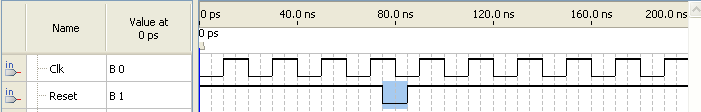 Name
Value at
0 ps
0 ps
40.0 ns
80.0 ns
120.0 ns
160.0 ns
200.0 ns
0 ps
in
Clk
B 0
in
Reset
B 1